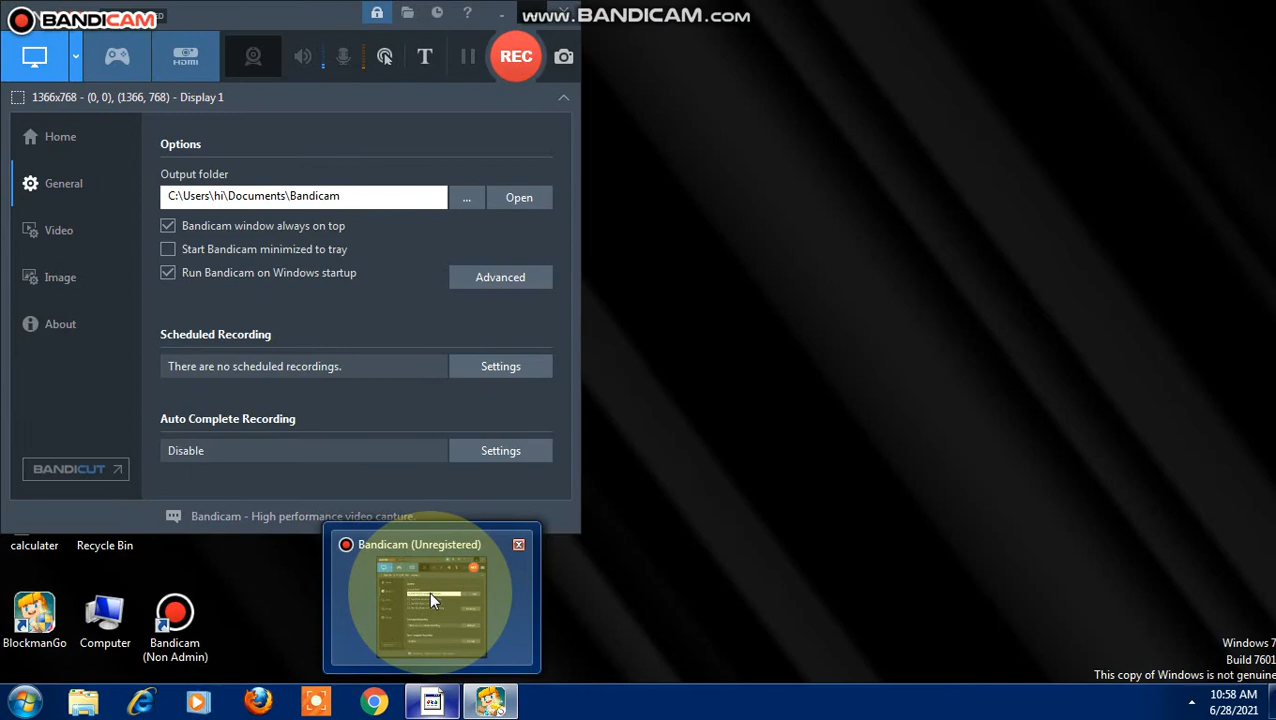 BANDICAM
www.BANDICAM.com
HDMI
T
REC
1366x768 - (0, 0), (1366, 768) - Display 1
Home
General
Video
Image
About
BANDICUT
Options
Output folder
C:\Users\hi\Documents\Bandicam
...
Open
Bandicam window always on top
Start Bandicam minimized to tray
Run Bandicam on Windows startup
Advanced
Scheduled Recording
There are no scheduled recordings.
Settings
Auto Complete Recording
Disable
Settings
Bandicam - High performance video capture.
Bandicam (Unregistered)
calculater
Recycle Bin
BlockmanGo
Computer
Bandicam
(Non Admin)
Windows 7
Build 7601
This copy of Windows is not genuine
10:58 AM
6/28/2021